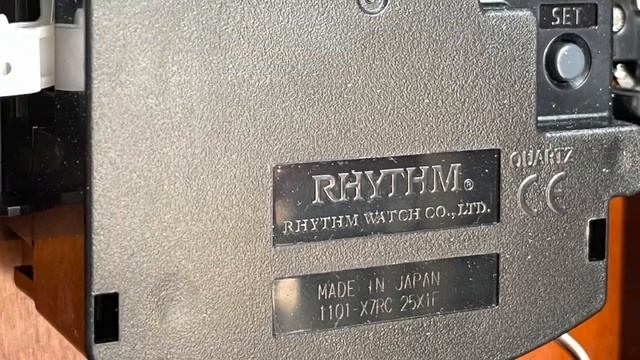 SET
QUARTZ
CE
RHYTHM®
RHYTHM WATCH CO., LTD.
MADE IN JAPAN
1101-X7RC 25X1F